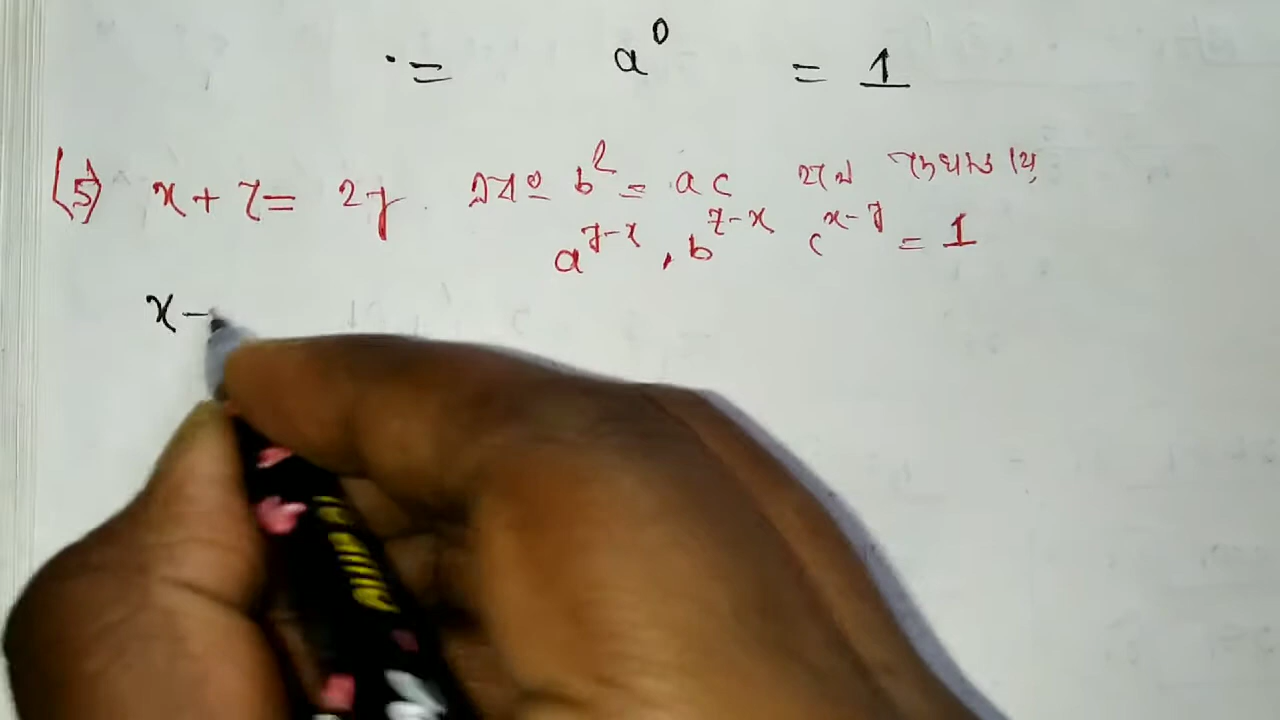 · = a⁰ = 1
(5) x + z = 2y. এবং b² = ac হলে দেখাও যে,
a^{y-x}, b^{z-x} c^{x-y} = 1
x -